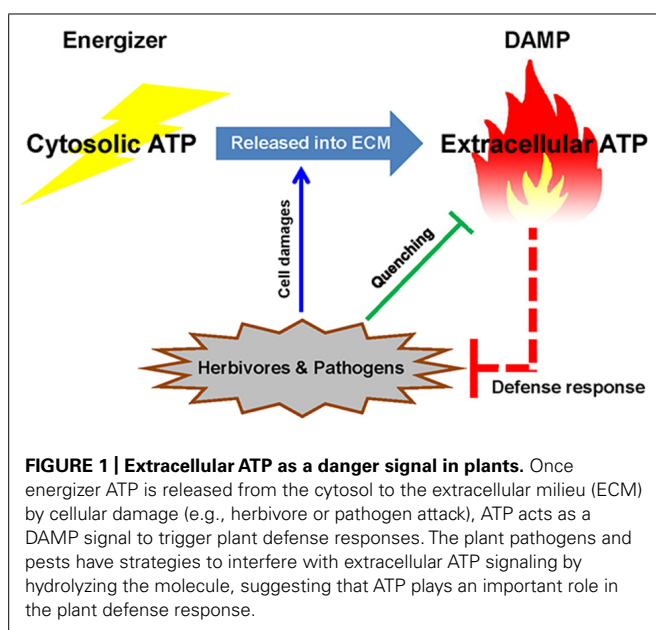 Energizer
DAMP
Cytosolic ATP
Released into ECM
Extracellular ATP
Cell damages
Quenching
Herbivores & Pathogens
Defense response
FIGURE 1 | Extracellular ATP as a danger signal in plants. Once
energizer ATP is released from the cytosol to the extracellular milieu (ECM)
by cellular damage (e.g., herbivore or pathogen attack), ATP acts as a
DAMP signal to trigger plant defense responses. The plant pathogens and
pests have strategies to interfere with extracellular ATP signaling by
hydrolyzing the molecule, suggesting that ATP plays an important role in
the plant defense response.